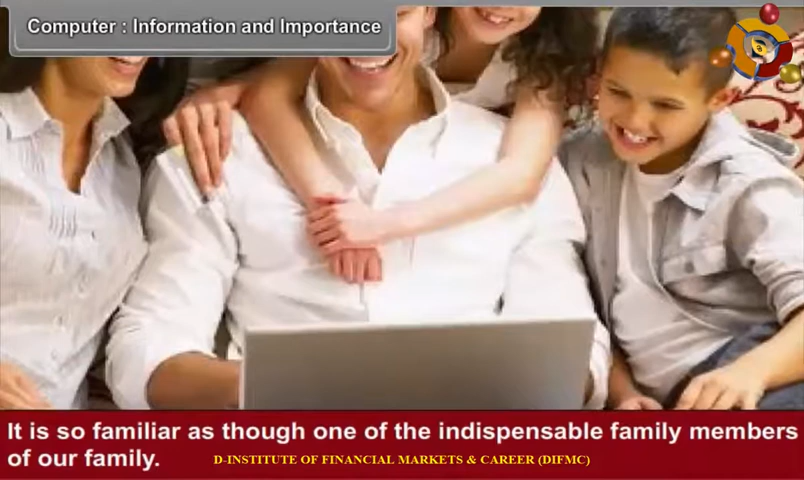 Computer : Information and Importance
It is so familiar as though one of the indispensable family members
of our family.
D-INSTITUTE OF FINANCIAL MARKETS & CAREER (DIFMC)